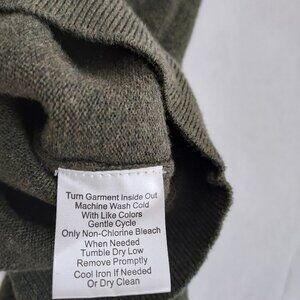 Turn Garment Inside Out
Machine Wash Cold
With Like Colors
Gentle Cycle
Only Non-Chlorine Bleach
When Needed
Tumble Dry Low
Remove Promptly
Cool Iron If Needed
Or Dry Clean